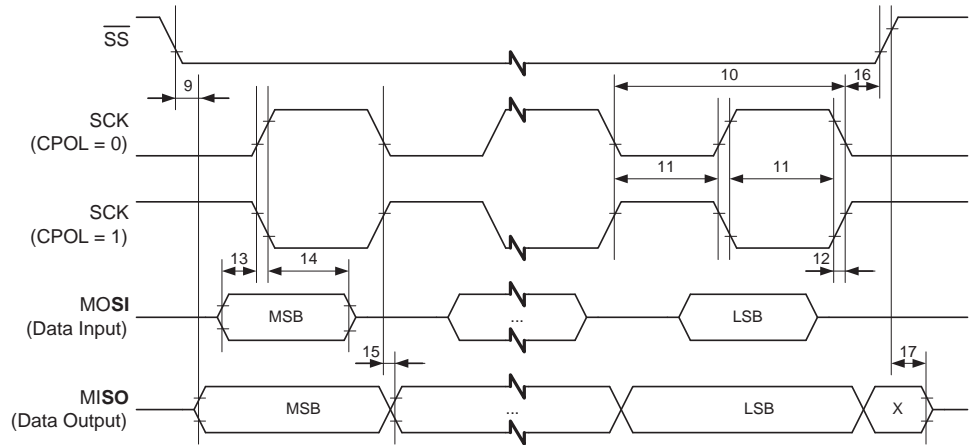 SS
10
16
9
SCK
(CPOL = 0)
11
11
SCK
(CPOL = 1)
13
14
12
MOSI
(Data Input)
MSB
...
LSB
15
17
MISO
(Data Output)
MSB
...
LSB
X